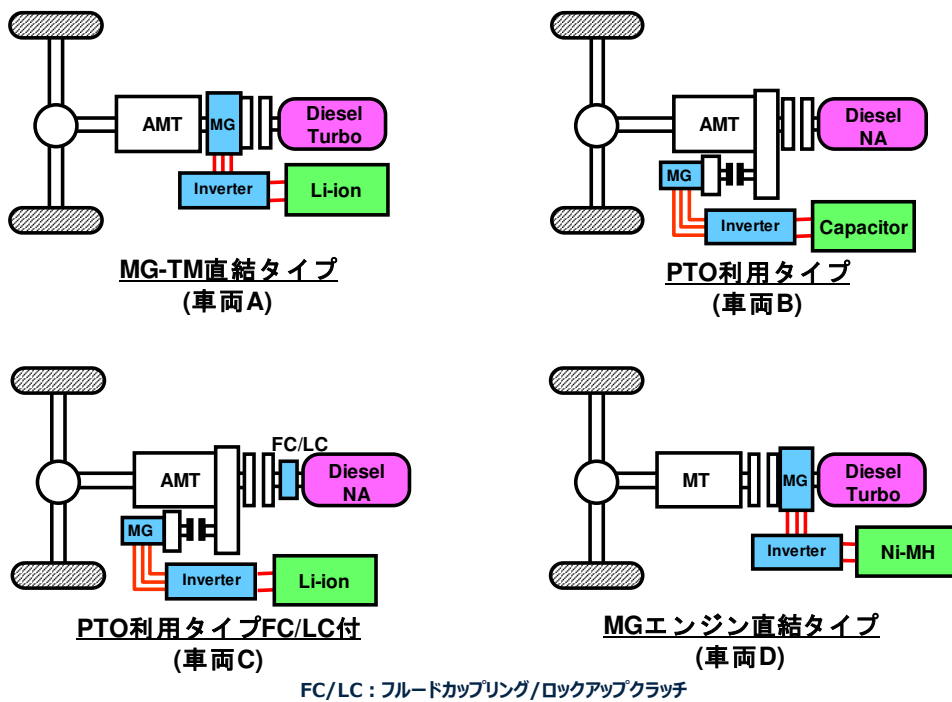 AMT
MG
Diesel
Turbo
Inverter
Li-ion
MG-TM直結タイプ
(車両A)
AMT
Diesel
NA
MG
Inverter
Capacitor
PTO利用タイプ
(車両B)
FC/LC
AMT
Diesel
NA
MG
Inverter
Li-ion
PTO利用タイプFC/LC付
(車両C)
MT
MG
Diesel
Turbo
Inverter
Ni-MH
MGエンジン直結タイプ
(車両D)
FC/LC：フルードカップリング/ロックアップクラッチ